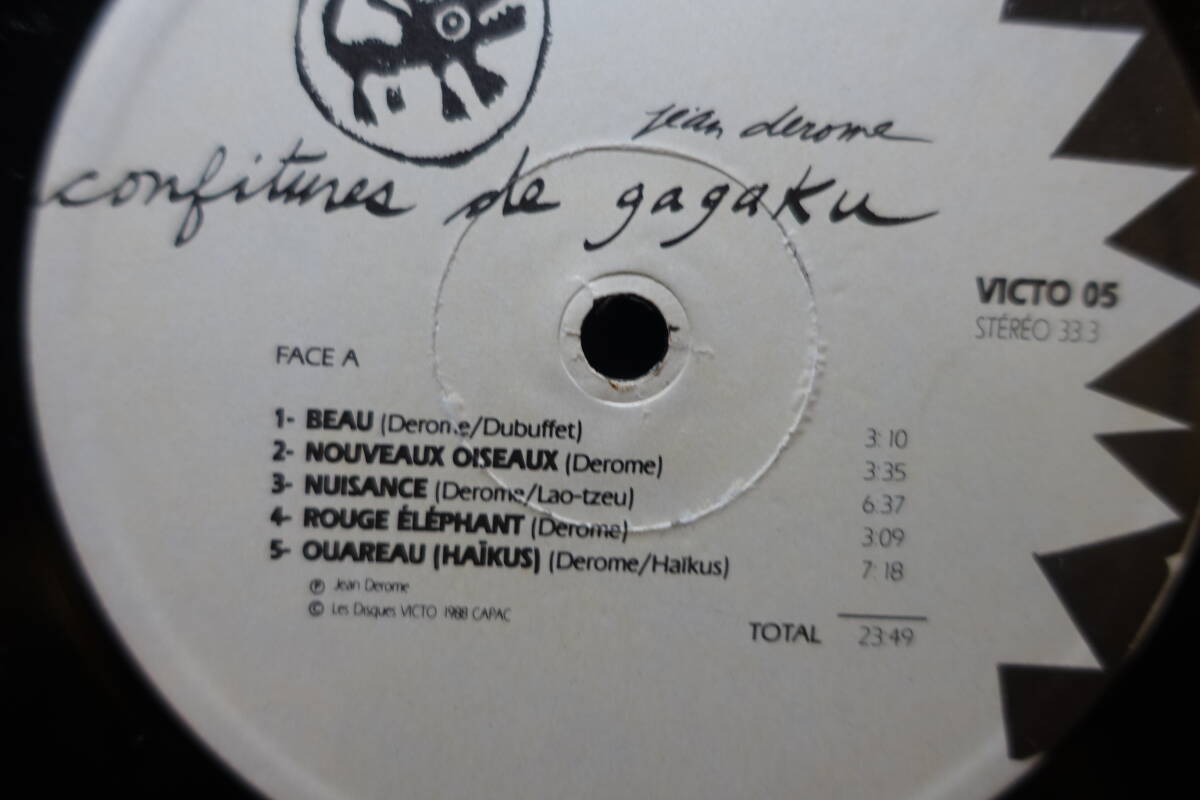 jean derome
confitures de gagaku
VICTO 05
STÉRÉO 33.3
FACE A
1- BEAU (Derome/Dubuffet) 3:10
2- NOUVEAUX OISEAUX (Derome) 3:35
3- NUISANCE (Derome/Lao-tzeu) 6:37
4- ROUGE ÉLÉPHANT (Derome) 3:09
5- OUAREAU (HAÏKUS) (Derome/Haïkus) 7:18
℗ Jean Derome
© Les Disques VICTO 1988 CAPAC
TOTAL 23:49